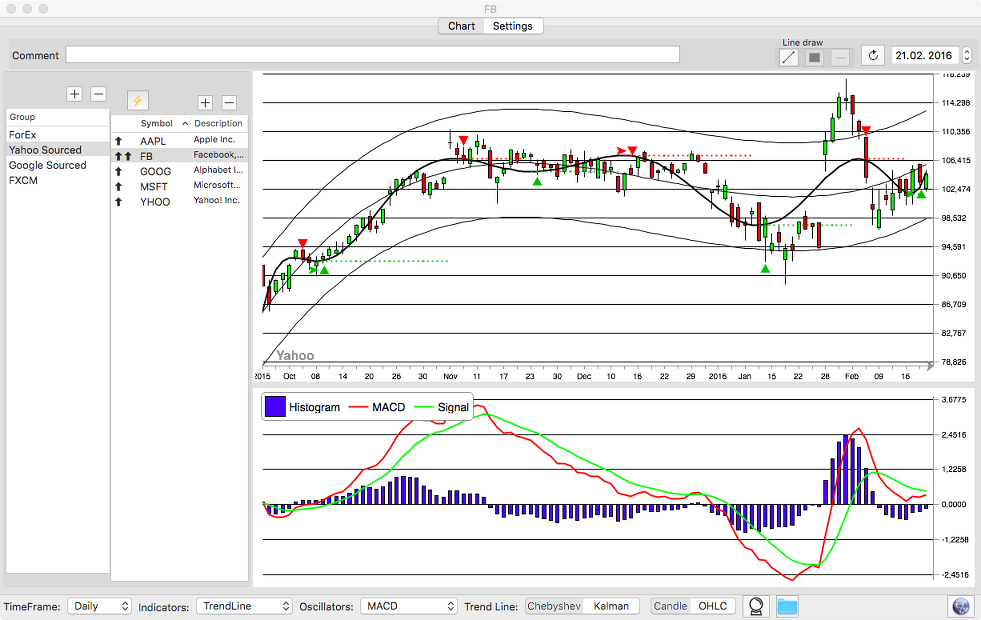 FB
Chart Settings
Line draw
Comment
21.02. 2016
Group
ForEx
Yahoo Sourced
Google Sourced
FXCM
Symbol Description
AAPL Apple Inc.
FB Facebook,...
GOOG Alphabet I...
MSFT Microsoft...
YHOO Yahoo! Inc.
118,239
114,298
110,356
106,415
102,474
98,532
94,591
90,650
86,709
82,767
78,826
Yahoo
2015 Oct 08 14 20 26 30 Nov 11 17 23 30 Dec 10 16 22 29 2016 Jan 15 22 28 Feb 09 16
Histogram MACD Signal
3.6775
2.4516
1.2258
0.0000
-1.2258
-2.4516
TimeFrame: Daily Indicators: TrendLine Oscillators: MACD Trend Line: Chebyshev Kalman Candle OHLC